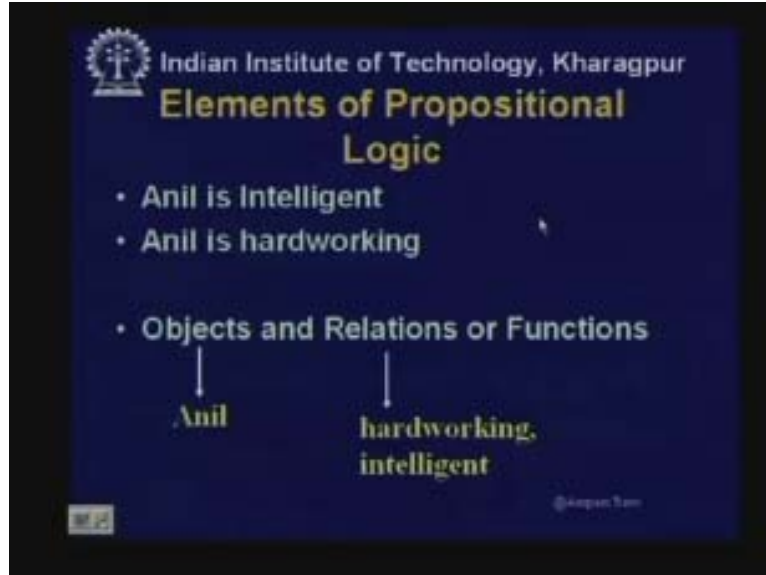 Indian Institute of Technology, Kharagpur
Elements of Propositional
Logic
• Anil is Intelligent
• Anil is hardworking
• Objects and Relations or Functions
Anil
hardworking,
intelligent